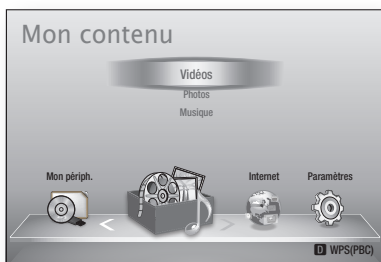 Mon contenu
Vidéos
Photos
Musique
Mon périph.
Internet
Paramètres
D WPS(PBC)